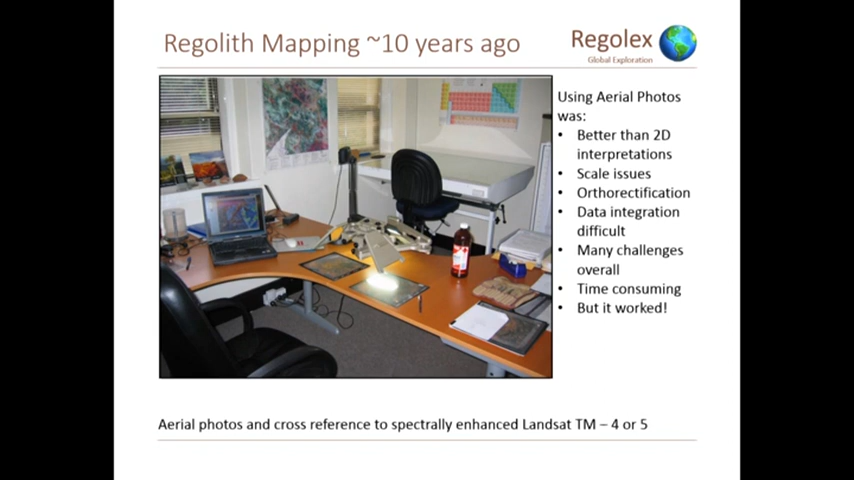 Regolith Mapping ~10 years ago
Regolex
Global Exploration
Using Aerial Photos
was:
• Better than 2D
interpretations
• Scale issues
• Orthorectification
• Data integration
difficult
• Many challenges
overall
• Time consuming
• But it worked!
Aerial photos and cross reference to spectrally enhanced Landsat TM – 4 or 5